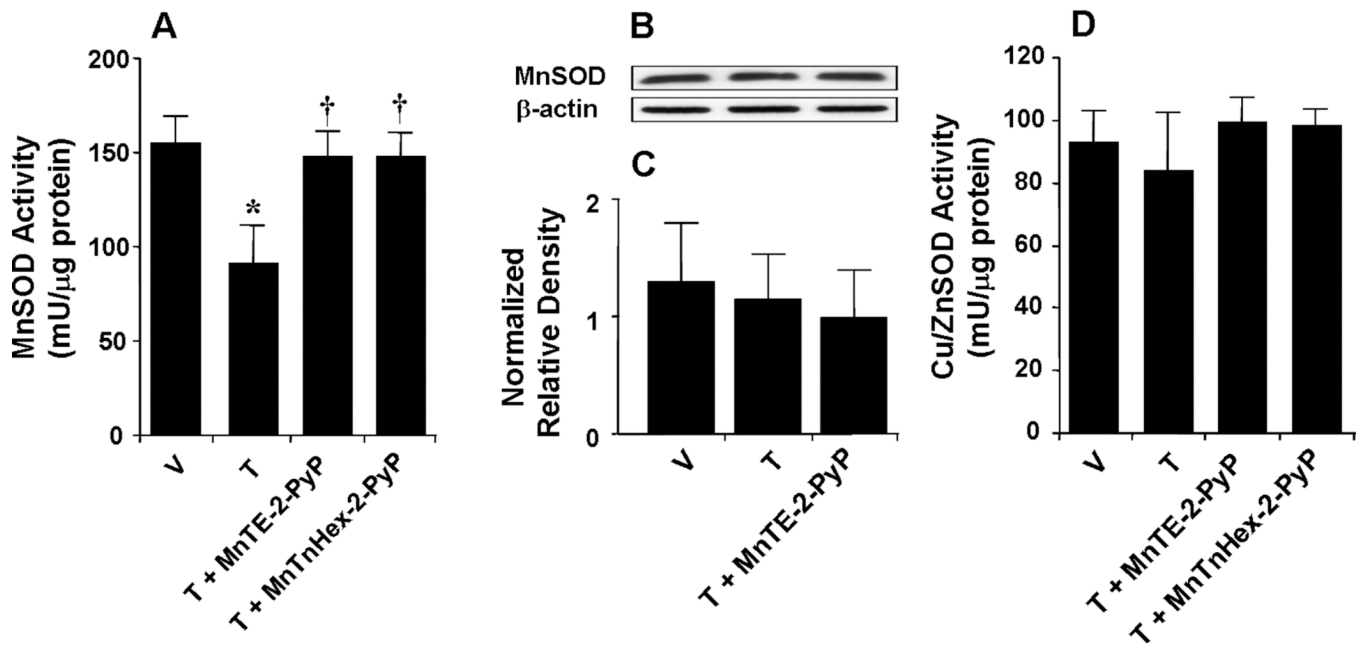 A
MnSOD Activity
(mU/μg protein)
200
150
100
50
0
*
†
†
V
T
T + MnTE-2-PyP
T + MnTnHex-2-PyP
B
MnSOD
β-actin
C
Normalized
Relative Density
2
1
0
V
T
T + MnTE-2-PyP
D
Cu/ZnSOD Activity
(mU/μg protein)
120
100
80
60
40
20
0
V
T
T + MnTE-2-PyP
T + MnTnHex-2-PyP